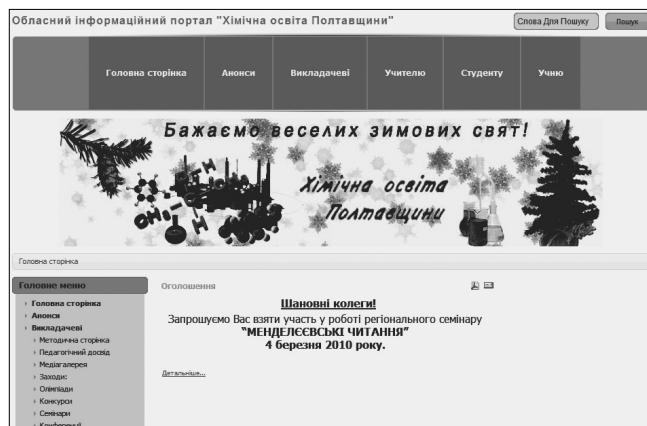 Обласний інформаційний портал "Хімічна освіта Полтавщини"
Слова Для Пошуку
Пошук
Головна сторінка Анонси Викладачеві Учителю Студенту Учню
Бажаємо веселих зимових свят!
Хімічна освіта
Полтавщини
Головна сторінка
Головне меню
Головна сторінка
Анонси
Викладачеві
Методична сторінка
Педагогічний досвід
Медіагалерея
Заходи:
Олімпіади
Конкурси
Семінари
Конференції
Оголошення
Шановні колеги!
Запрошуємо Вас взяти участь у роботі регіонального семінару
“МЕНДЕЛЄЄВСЬКІ ЧИТАННЯ”
4 березня 2010 року.
Детальніше...